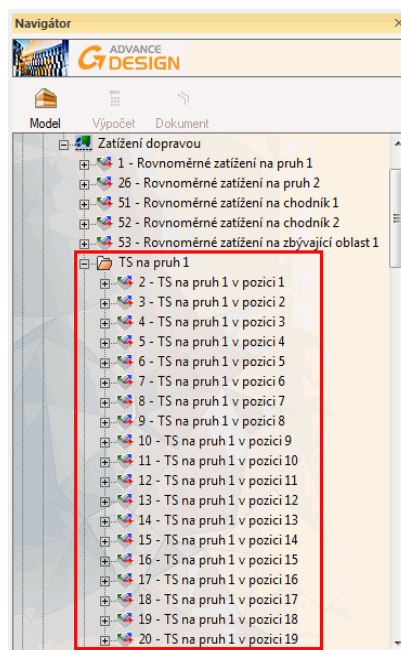 Navigátor
ADVANCE
DESIGN
Model Výpočet Dokument
Zatížení dopravou
1 - Rovnoměrné zatížení na pruh 1
26 - Rovnoměrné zatížení na pruh 2
51 - Rovnoměrné zatížení na chodník 1
52 - Rovnoměrné zatížení na chodník 2
53 - Rovnoměrné zatížení na zbývající oblast 1
TS na pruh 1
2 - TS na pruh 1 v pozici 1
3 - TS na pruh 1 v pozici 2
4 - TS na pruh 1 v pozici 3
5 - TS na pruh 1 v pozici 4
6 - TS na pruh 1 v pozici 5
7 - TS na pruh 1 v pozici 6
8 - TS na pruh 1 v pozici 7
9 - TS na pruh 1 v pozici 8
10 - TS na pruh 1 v pozici 9
11 - TS na pruh 1 v pozici 10
12 - TS na pruh 1 v pozici 11
13 - TS na pruh 1 v pozici 12
14 - TS na pruh 1 v pozici 13
15 - TS na pruh 1 v pozici 14
16 - TS na pruh 1 v pozici 15
17 - TS na pruh 1 v pozici 16
18 - TS na pruh 1 v pozici 17
19 - TS na pruh 1 v pozici 18
20 - TS na pruh 1 v pozici 19